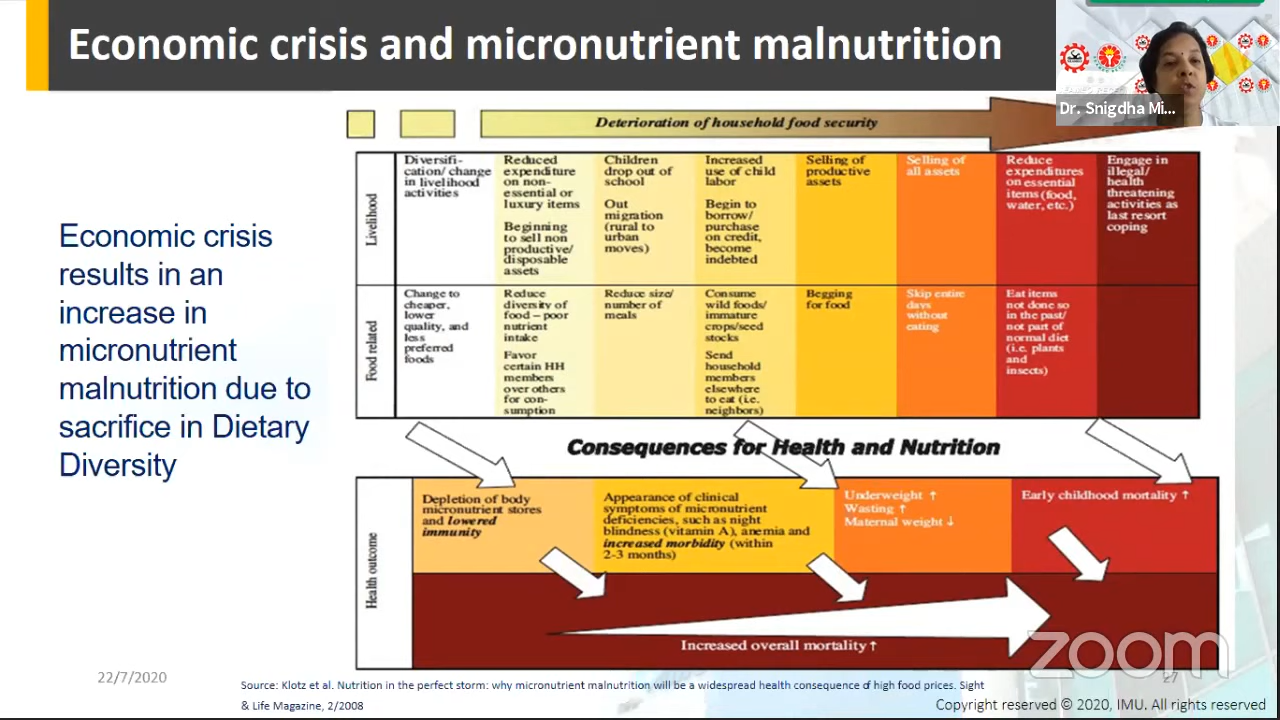 Economic crisis and micronutrient malnutrition
Dr. Snigdha Mi...
Economic crisis
results in an
increase in
micronutrient
malnutrition due to
sacrifice in Dietary
Diversity
Deterioration of household food security
Livelihood
Diversifi-
cation/ change
in livelihood
activities
Reduced
expenditure
on non-
essential or
luxury items
Beginning
to sell non
productive/
disposable
assets
Children
drop out of
school
Out
migration
(rural to
urban
moves)
Increased
use of child
labor
Begin to
borrow/
purchase
on credit,
become
indebted
Selling of
productive
assets
Selling of
all assets
Reduce
expenditures
on essential
items (food,
water, etc.)
Engage in
illegal/
health
threatening
activities as
last resort
coping
Food related
Change to
cheaper,
lower
quality, and
less
preferred
foods
Reduce
diversity of
food – poor
nutrient
intake
Favor
certain HH
members
over others
for con-
sumption
Reduce size/
number of
meals
Consume
wild foods/
immature
crops/seed
stocks
Send
household
members
elsewhere
to eat (i.e.
neighbors)
Begging
for food
Skip entire
days
without
eating
Eat items
not done so
in the past/
not part of
normal diet
(i.e. plants
and
insects)
Consequences for Health and Nutrition
Health outcome
Depletion of body
micronutrient stores
and lowered
immunity
Appearance of clinical
symptoms of micronutrient
deficiencies, such as night
blindness (vitamin A), anemia and
increased morbidity (within
2-3 months)
Underweight ↑
Wasting ↑
Maternal weight ↓
Early childhood mortality ↑
Increased overall mortality ↑
zoom
22/7/2020
27
Source: Klotz et al. Nutrition in the perfect storm: why micronutrient malnutrition will be a widespread health consequence of high food prices. Sight
& Life Magazine, 2/2008
Copyright reserved © 2020, IMU. All rights reserved